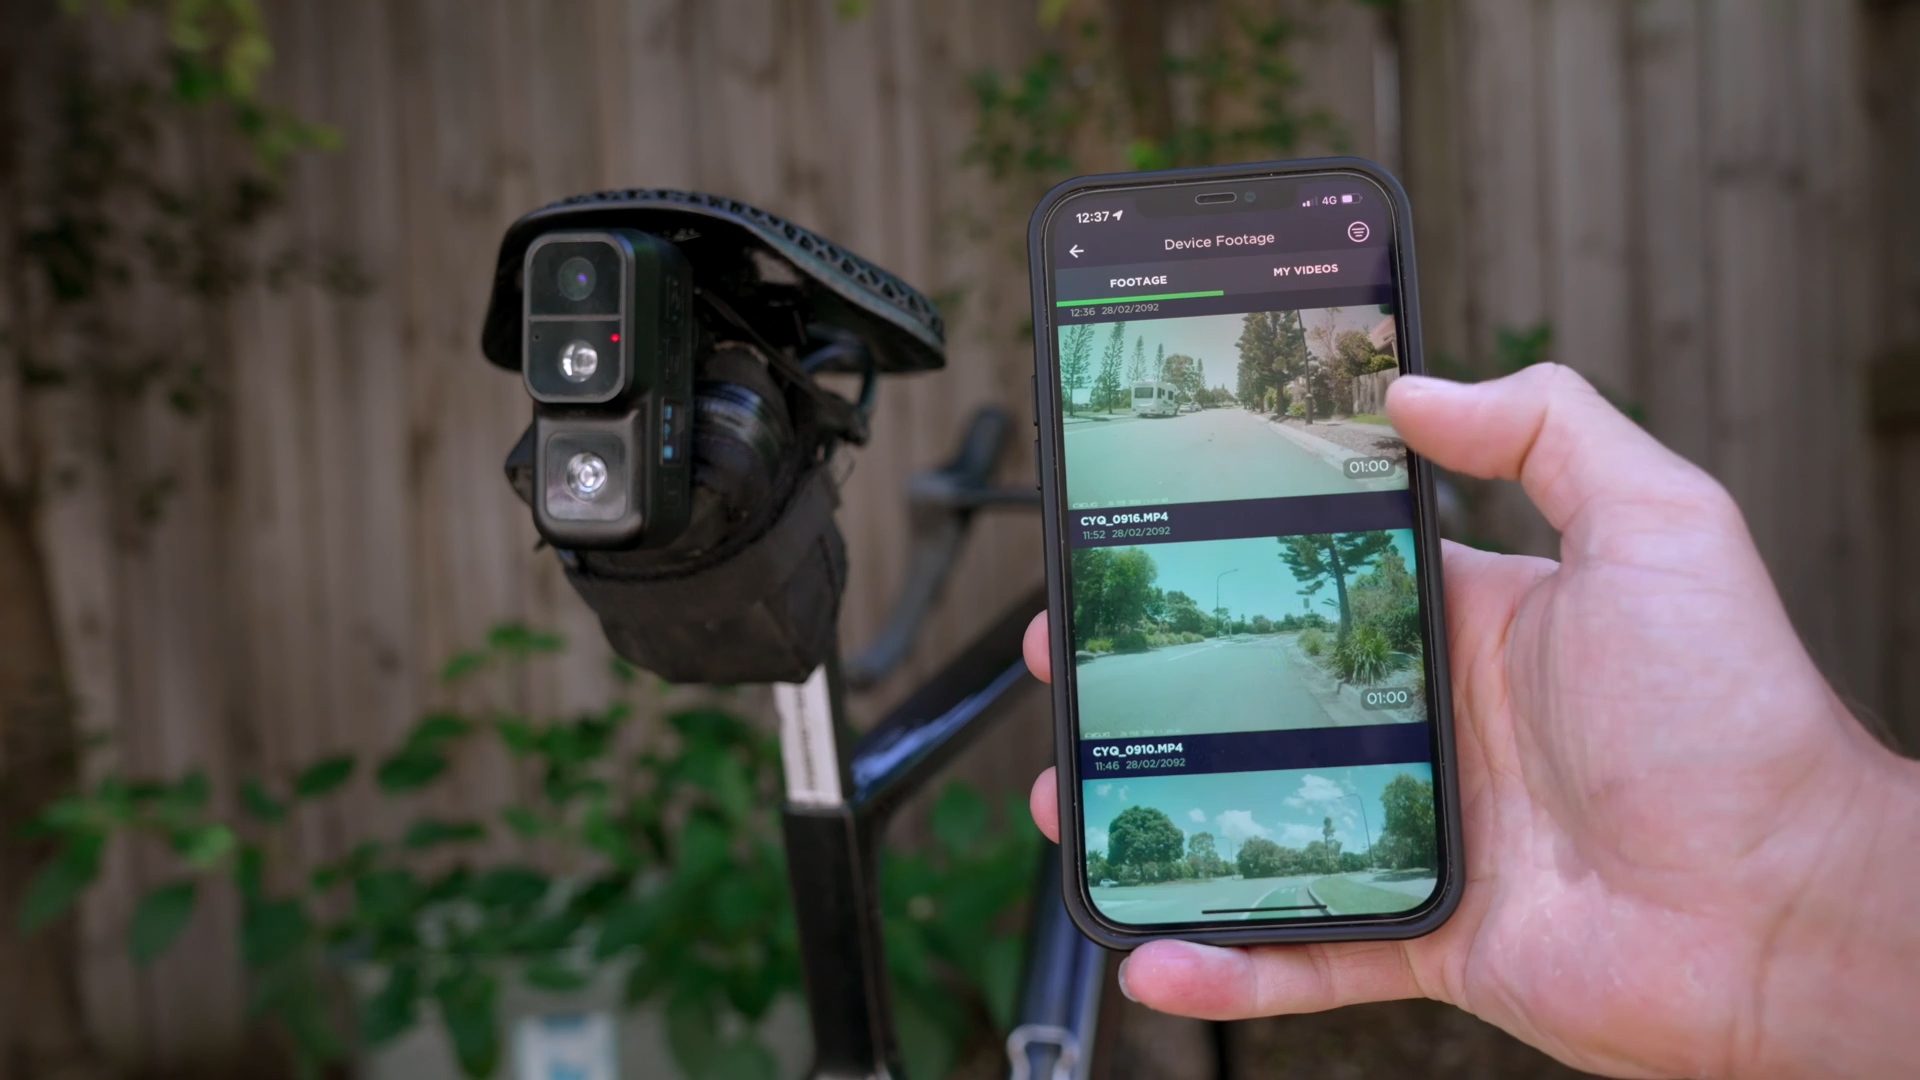 12:37
4G
Device Footage
FOOTAGE
MY VIDEOS
12:36 28/02/2092
01:00
CYQ_0916.MP4
11:52 28/02/2092
01:00
CYQ_0910.MP4
11:46 28/02/2092